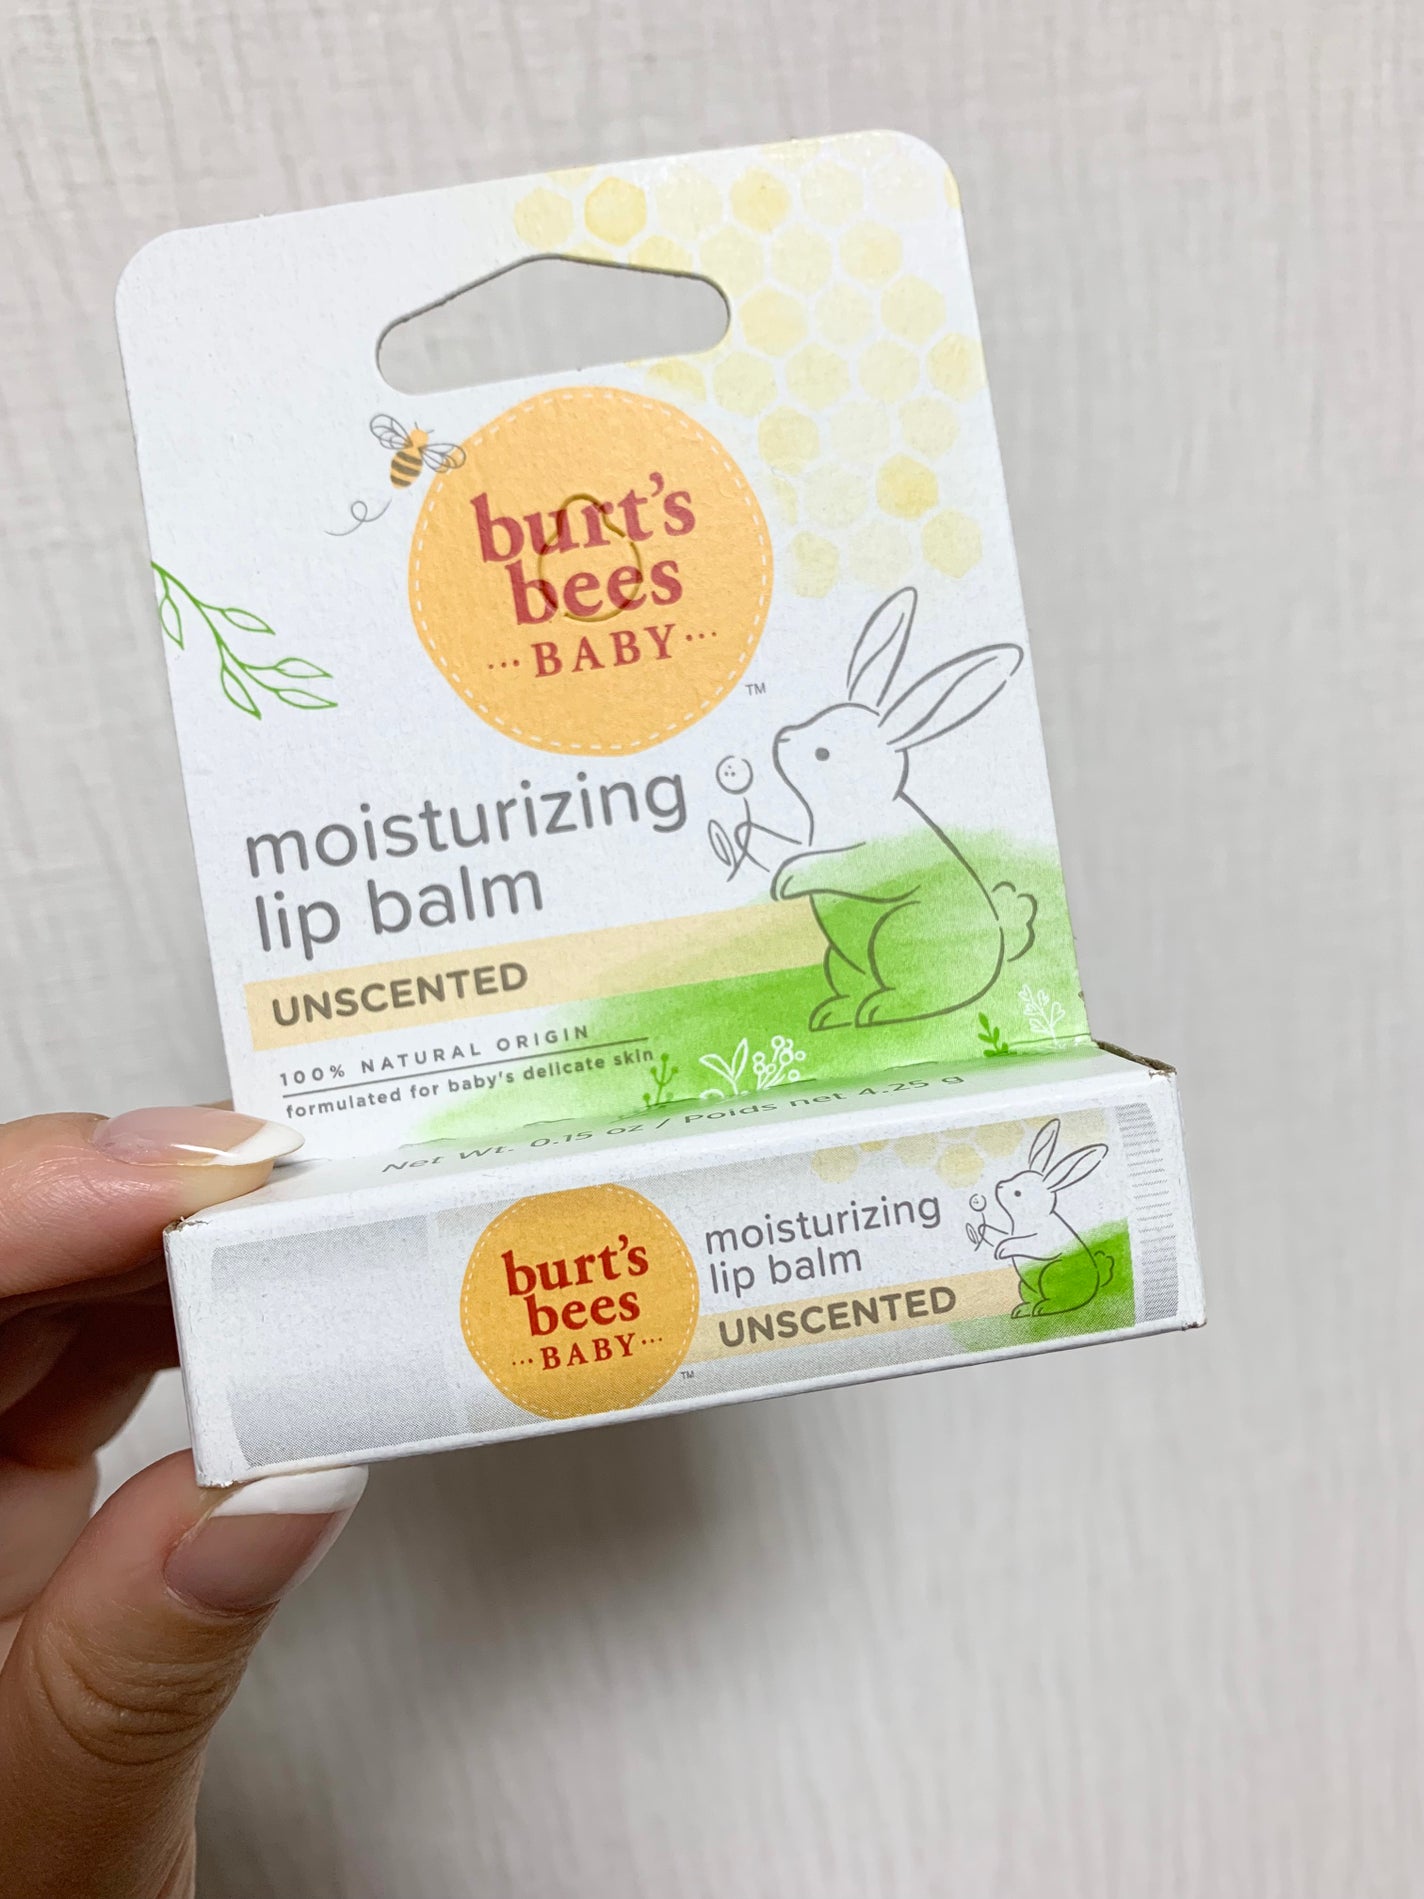 burt's
bees
···BABY···
TM
moisturizing
lip balm
UNSCENTED
100% NATURAL ORIGIN
formulated for baby's delicate skin
Net Wt. 0.15 oz / Poids net 4.25 g
burt's
bees
···BABY···
TM
moisturizing
lip balm
UNSCENTED